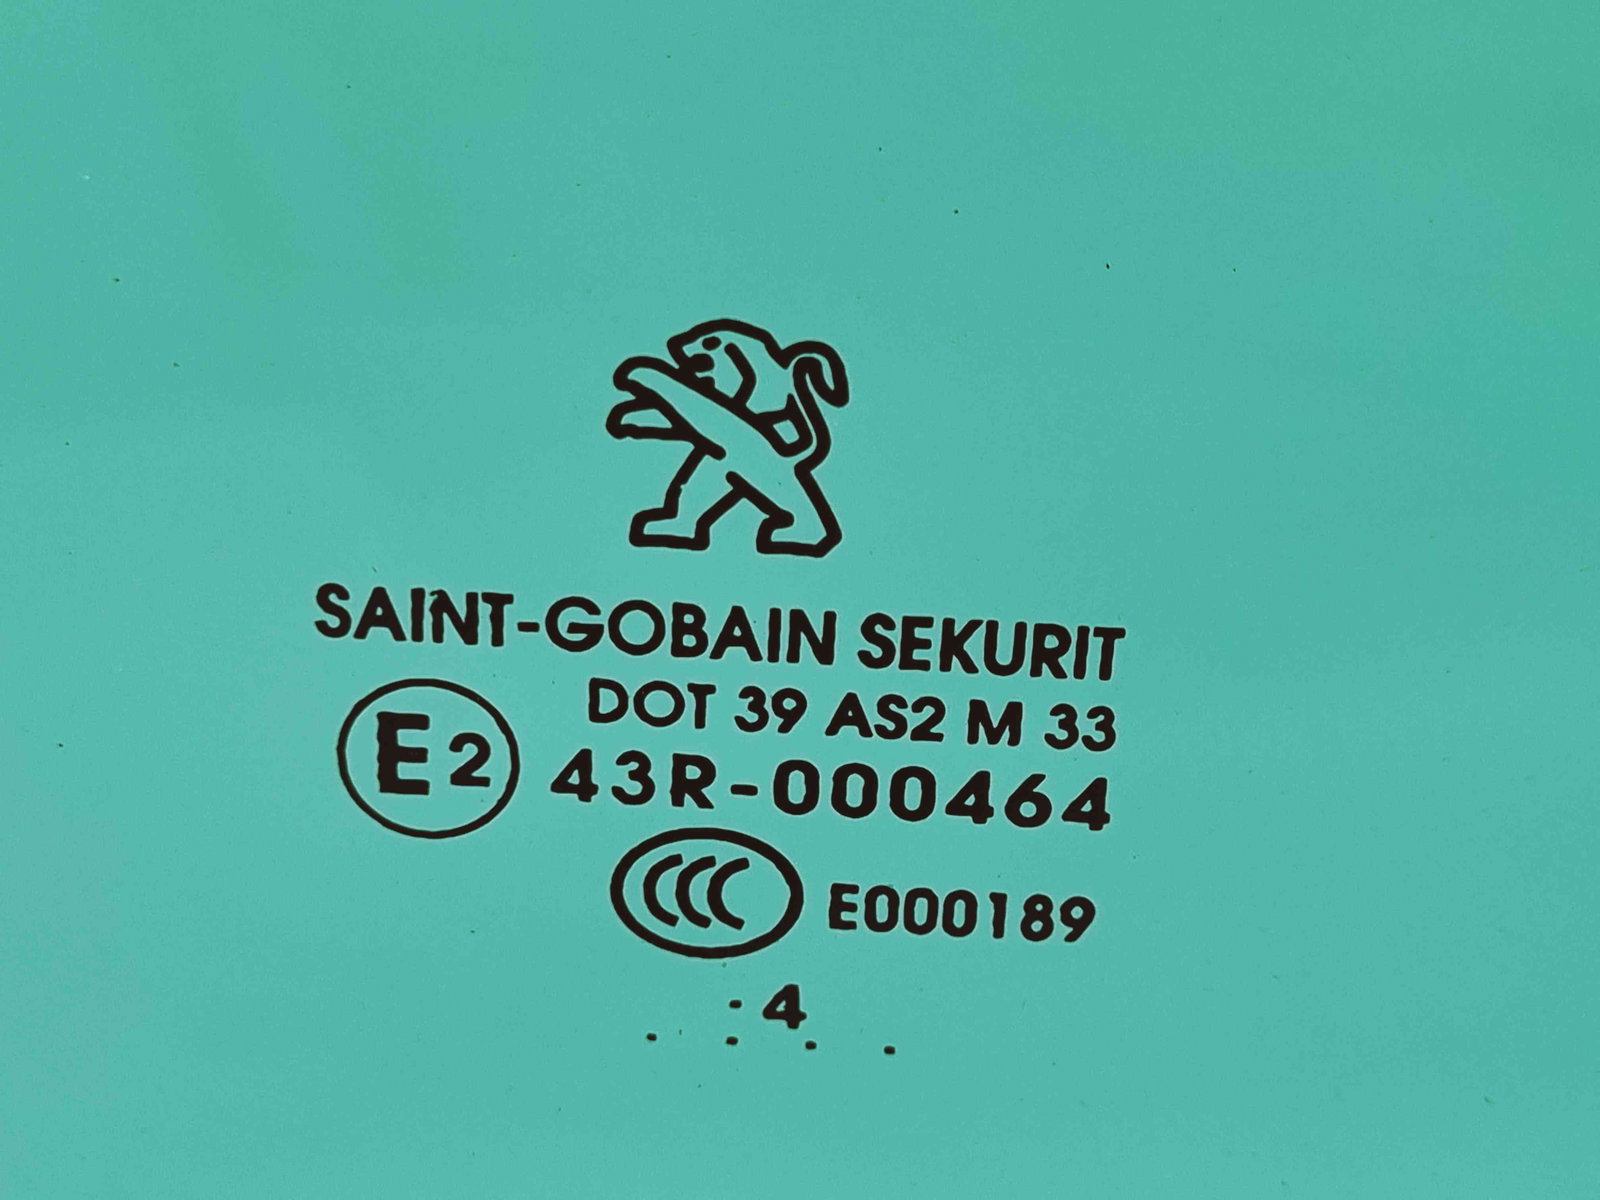 SAINT-GOBAIN SEKURIT
DOT 39 AS2 M 33
E2 43R-000464
CCC E000189
4